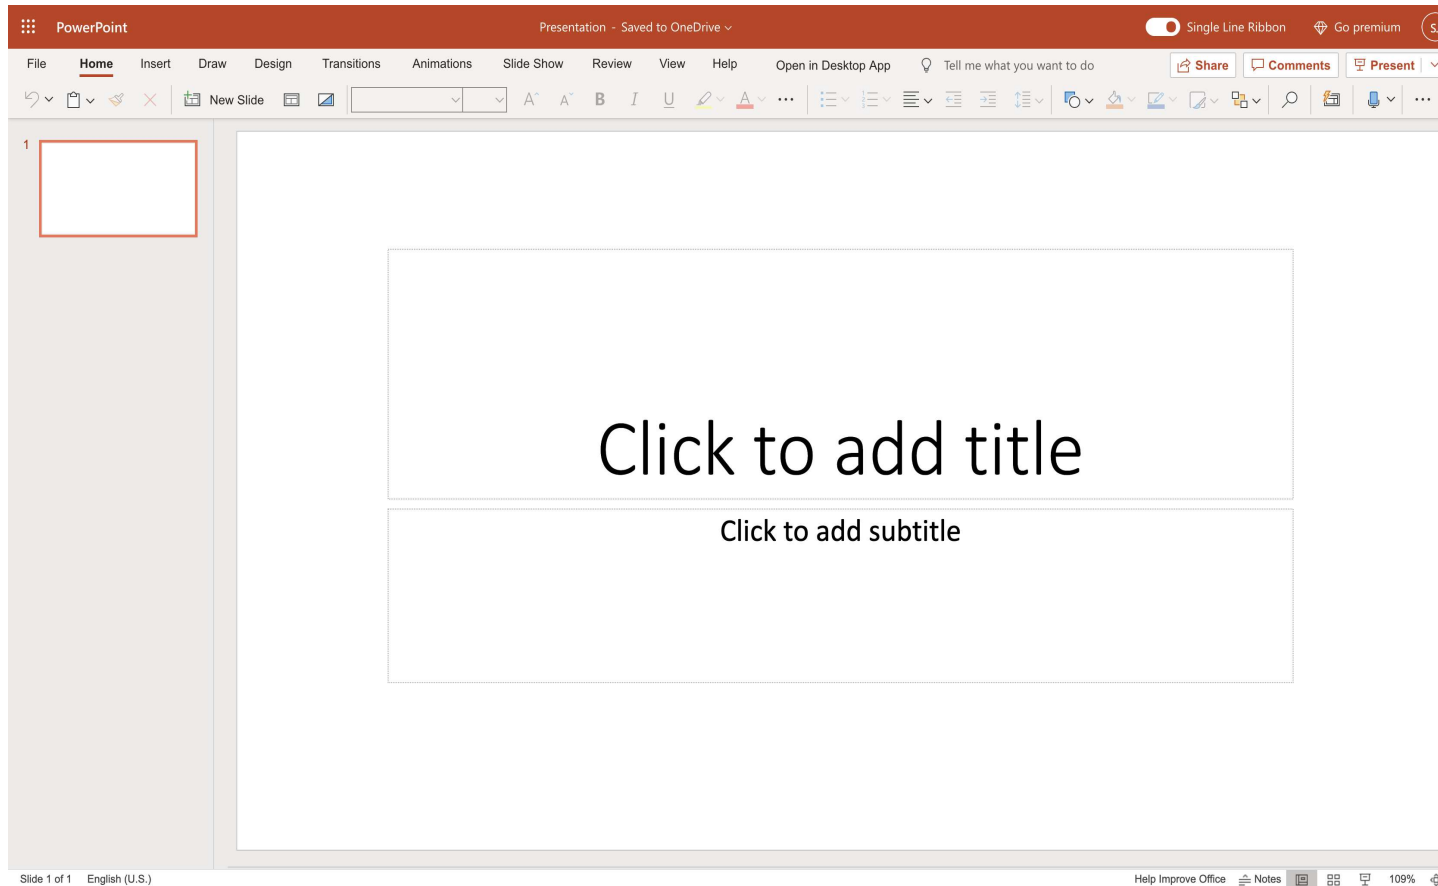 PowerPoint Presentation - Saved to OneDrive Single Line Ribbon Go premium S.
File Home Insert Draw Design Transitions Animations Slide Show Review View Help Open in Desktop App Tell me what you want to do Share Comments Present
New Slide A A B I U A
1
Click to add title
Click to add subtitle
Slide 1 of 1 English (U.S.) Help Improve Office Notes 109%